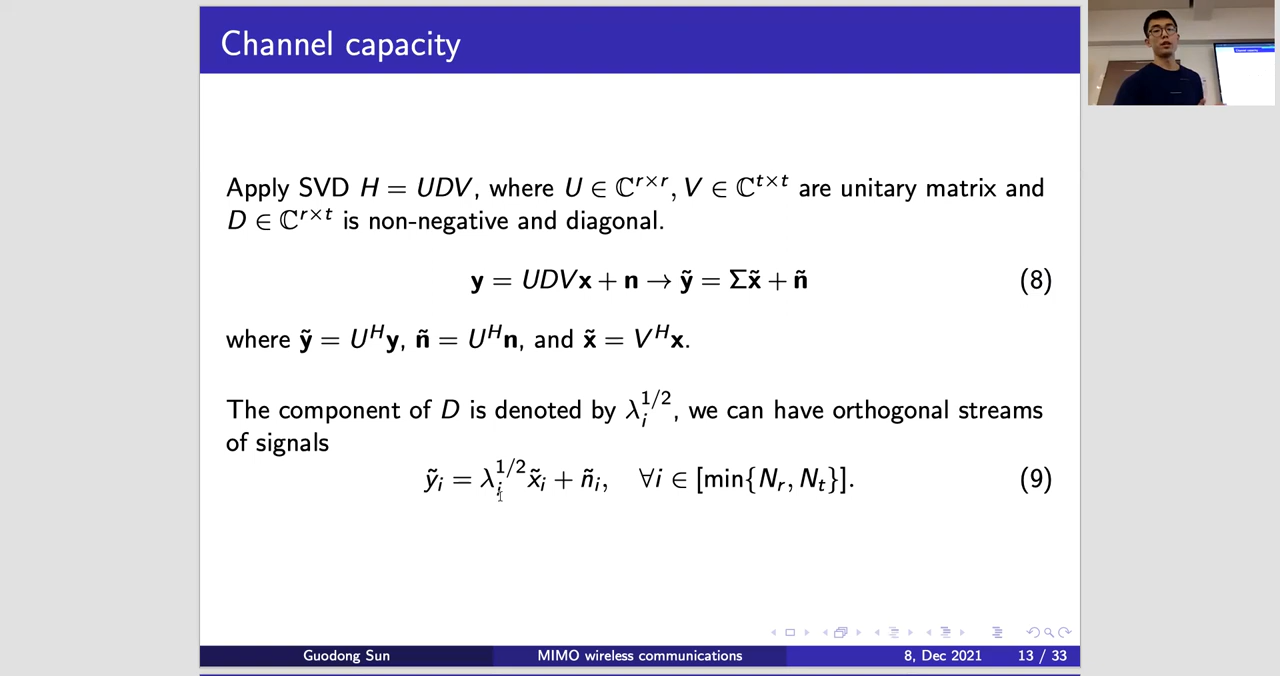 Channel capacity
Apply SVD H = UDV, where U ∈ ℂ^{r×r}, V ∈ ℂ^{t×t} are unitary matrix and
D ∈ ℂ^{r×t} is non-negative and diagonal.
y = UDVx + n → ỹ = Σx̃ + ñ (8)
where ỹ = U^H y, ñ = U^H n, and x̃ = V^H x.
The component of D is denoted by λ_i^{1/2}, we can have orthogonal streams
of signals
ỹ_i = λ_i^{1/2} x̃_i + ñ_i, ∀i ∈ [min{N_r, N_t}]. (9)
Guodong Sun MIMO wireless communications 8, Dec 2021 13 / 33
Channel capacity